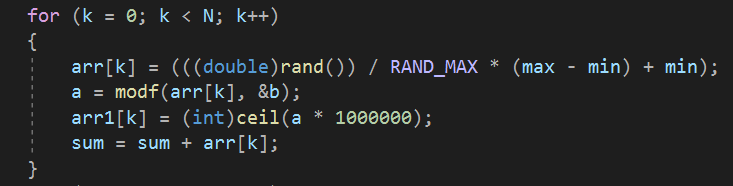 for (k = 0; k < N; k++)
{
arr[k] = (((double)rand()) / RAND_MAX * (max - min) + min);
a = modf(arr[k], &b);
arr1[k] = (int)ceil(a * 1000000);
sum = sum + arr[k];
}